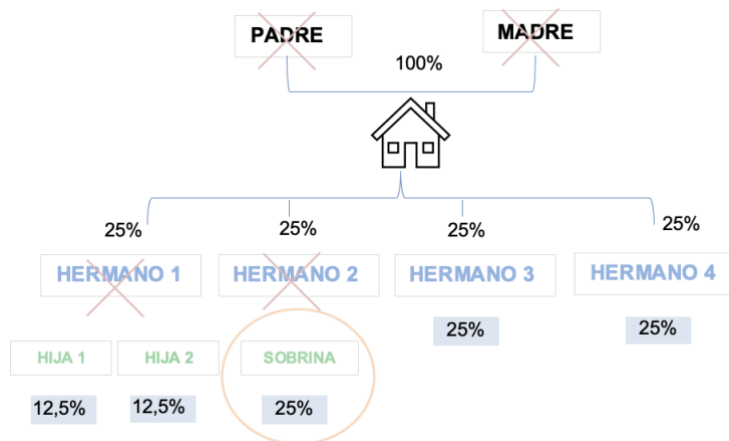 PADRE
MADRE
100%
25%
25%
25%
25%
HERMANO 1
HERMANO 2
HERMANO 3
HERMANO 4
25%
25%
HIJA 1
HIJA 2
SOBRINA
12,5%
12,5%
25%